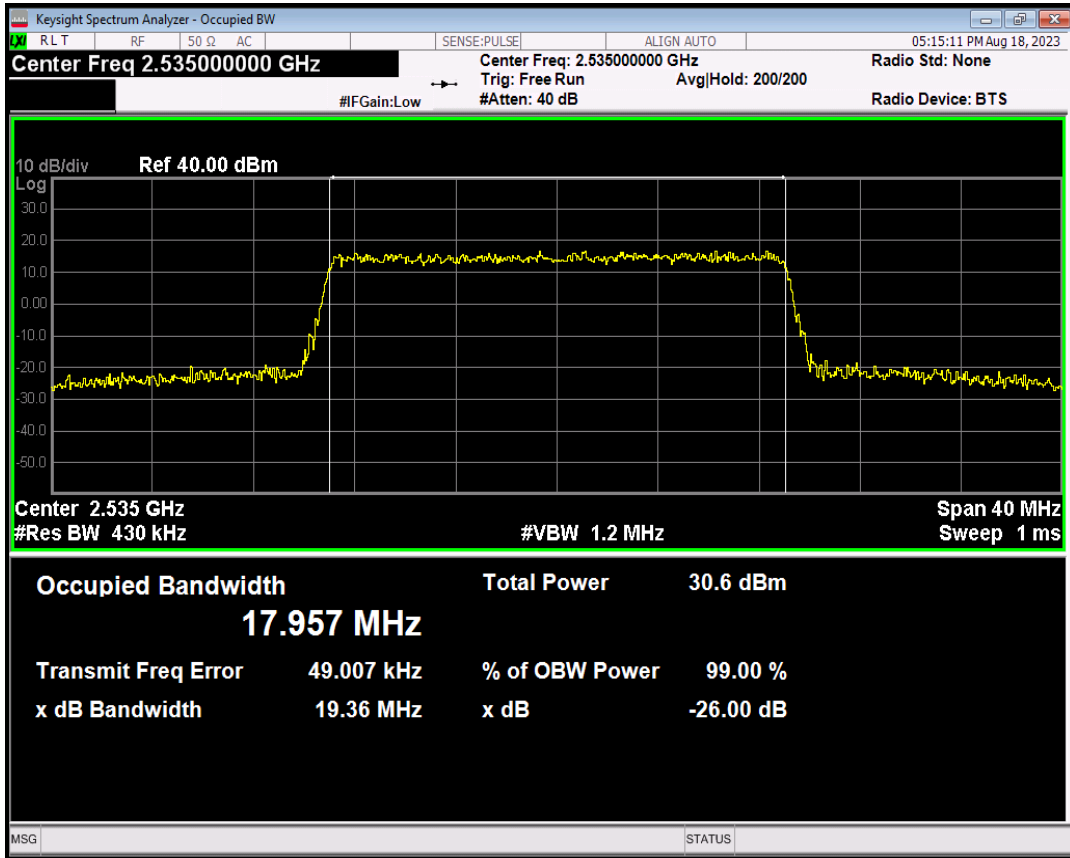 Keysight Spectrum Analyzer - Occupied BW
LXI RLT RF 50 Ω AC SENSE:PULSE ALIGN AUTO 05:15:11 PM Aug 18, 2023
Center Freq 2.535000000 GHz Center Freq: 2.535000000 GHz Radio Std: None
Trig: Free Run Avg|Hold: 200/200
#IFGain:Low #Atten: 40 dB Radio Device: BTS
10 dB/div Ref 40.00 dBm
Log
30.0
20.0
10.0
0.00
-10.0
-20.0
-30.0
-40.0
-50.0
Center 2.535 GHz Span 40 MHz
#Res BW 430 kHz #VBW 1.2 MHz Sweep 1 ms
Occupied Bandwidth Total Power 30.6 dBm
17.957 MHz
Transmit Freq Error 49.007 kHz % of OBW Power 99.00 %
x dB Bandwidth 19.36 MHz x dB -26.00 dB
MSG STATUS